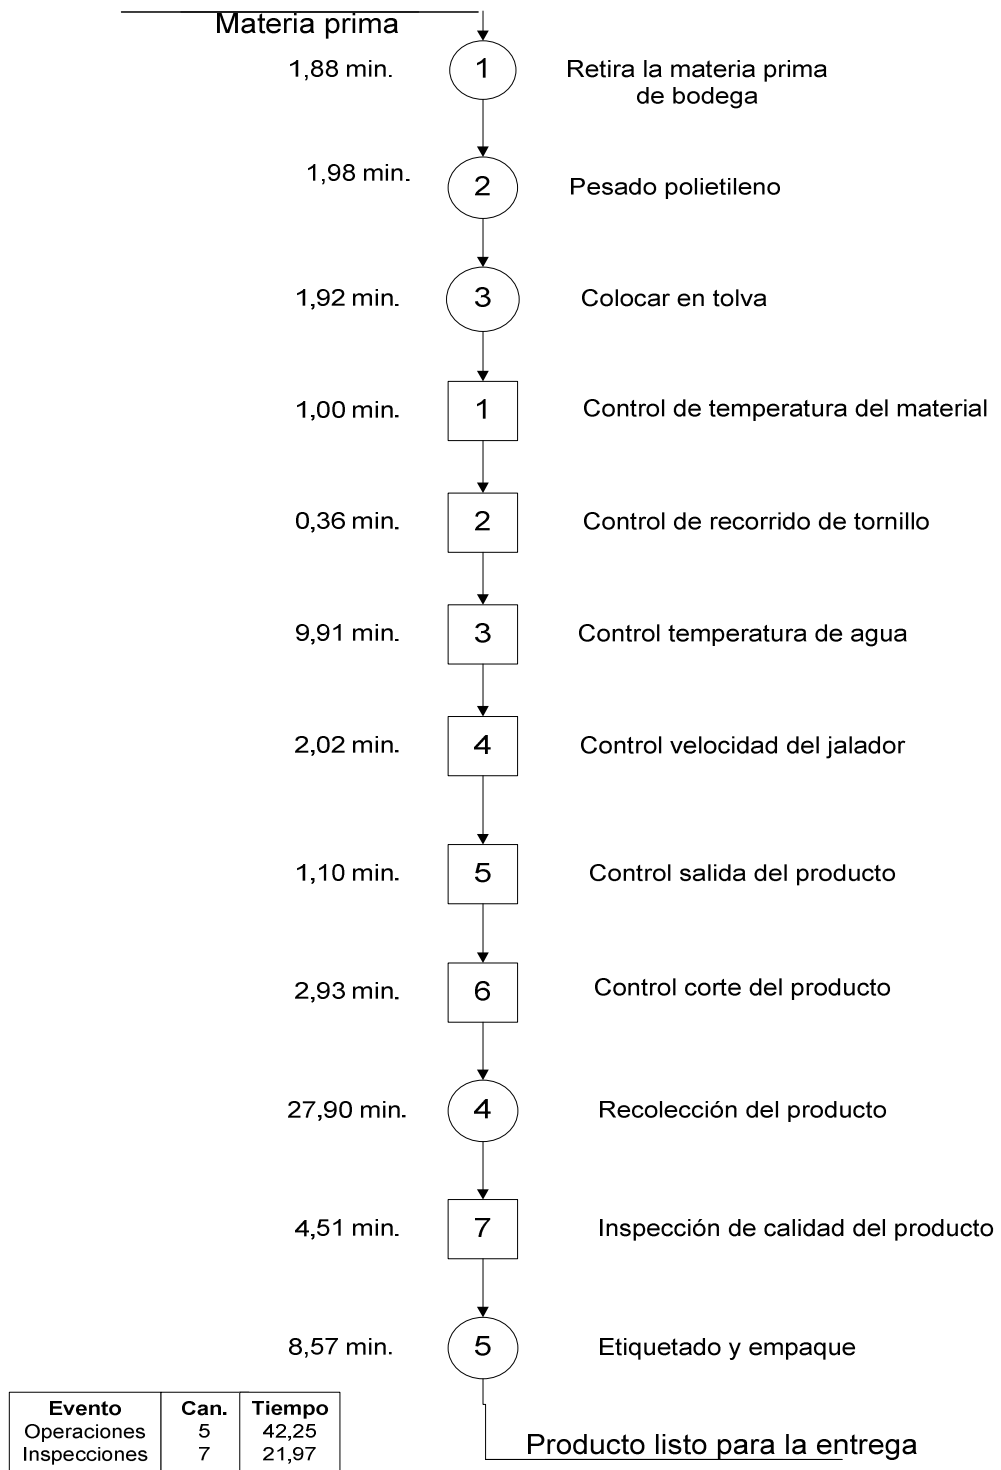 Materia prima
1,88 min.
1
Retira la materia prima
de bodega
1,98 min.
2
Pesado polietileno
1,92 min.
3
Colocar en tolva
1,00 min.
1
Control de temperatura del material
0,36 min.
2
Control de recorrido de tornillo
9,91 min.
3
Control temperatura de agua
2,02 min.
4
Control velocidad del jalador
1,10 min.
5
Control salida del producto
2,93 min.
6
Control corte del producto
27,90 min.
4
Recolección del producto
4,51 min.
7
Inspección de calidad del producto
8,57 min.
5
Etiquetado y empaque
Evento Can. Tiempo
Operaciones 5 42,25
Inspecciones 7 21,97
Producto listo para la entrega